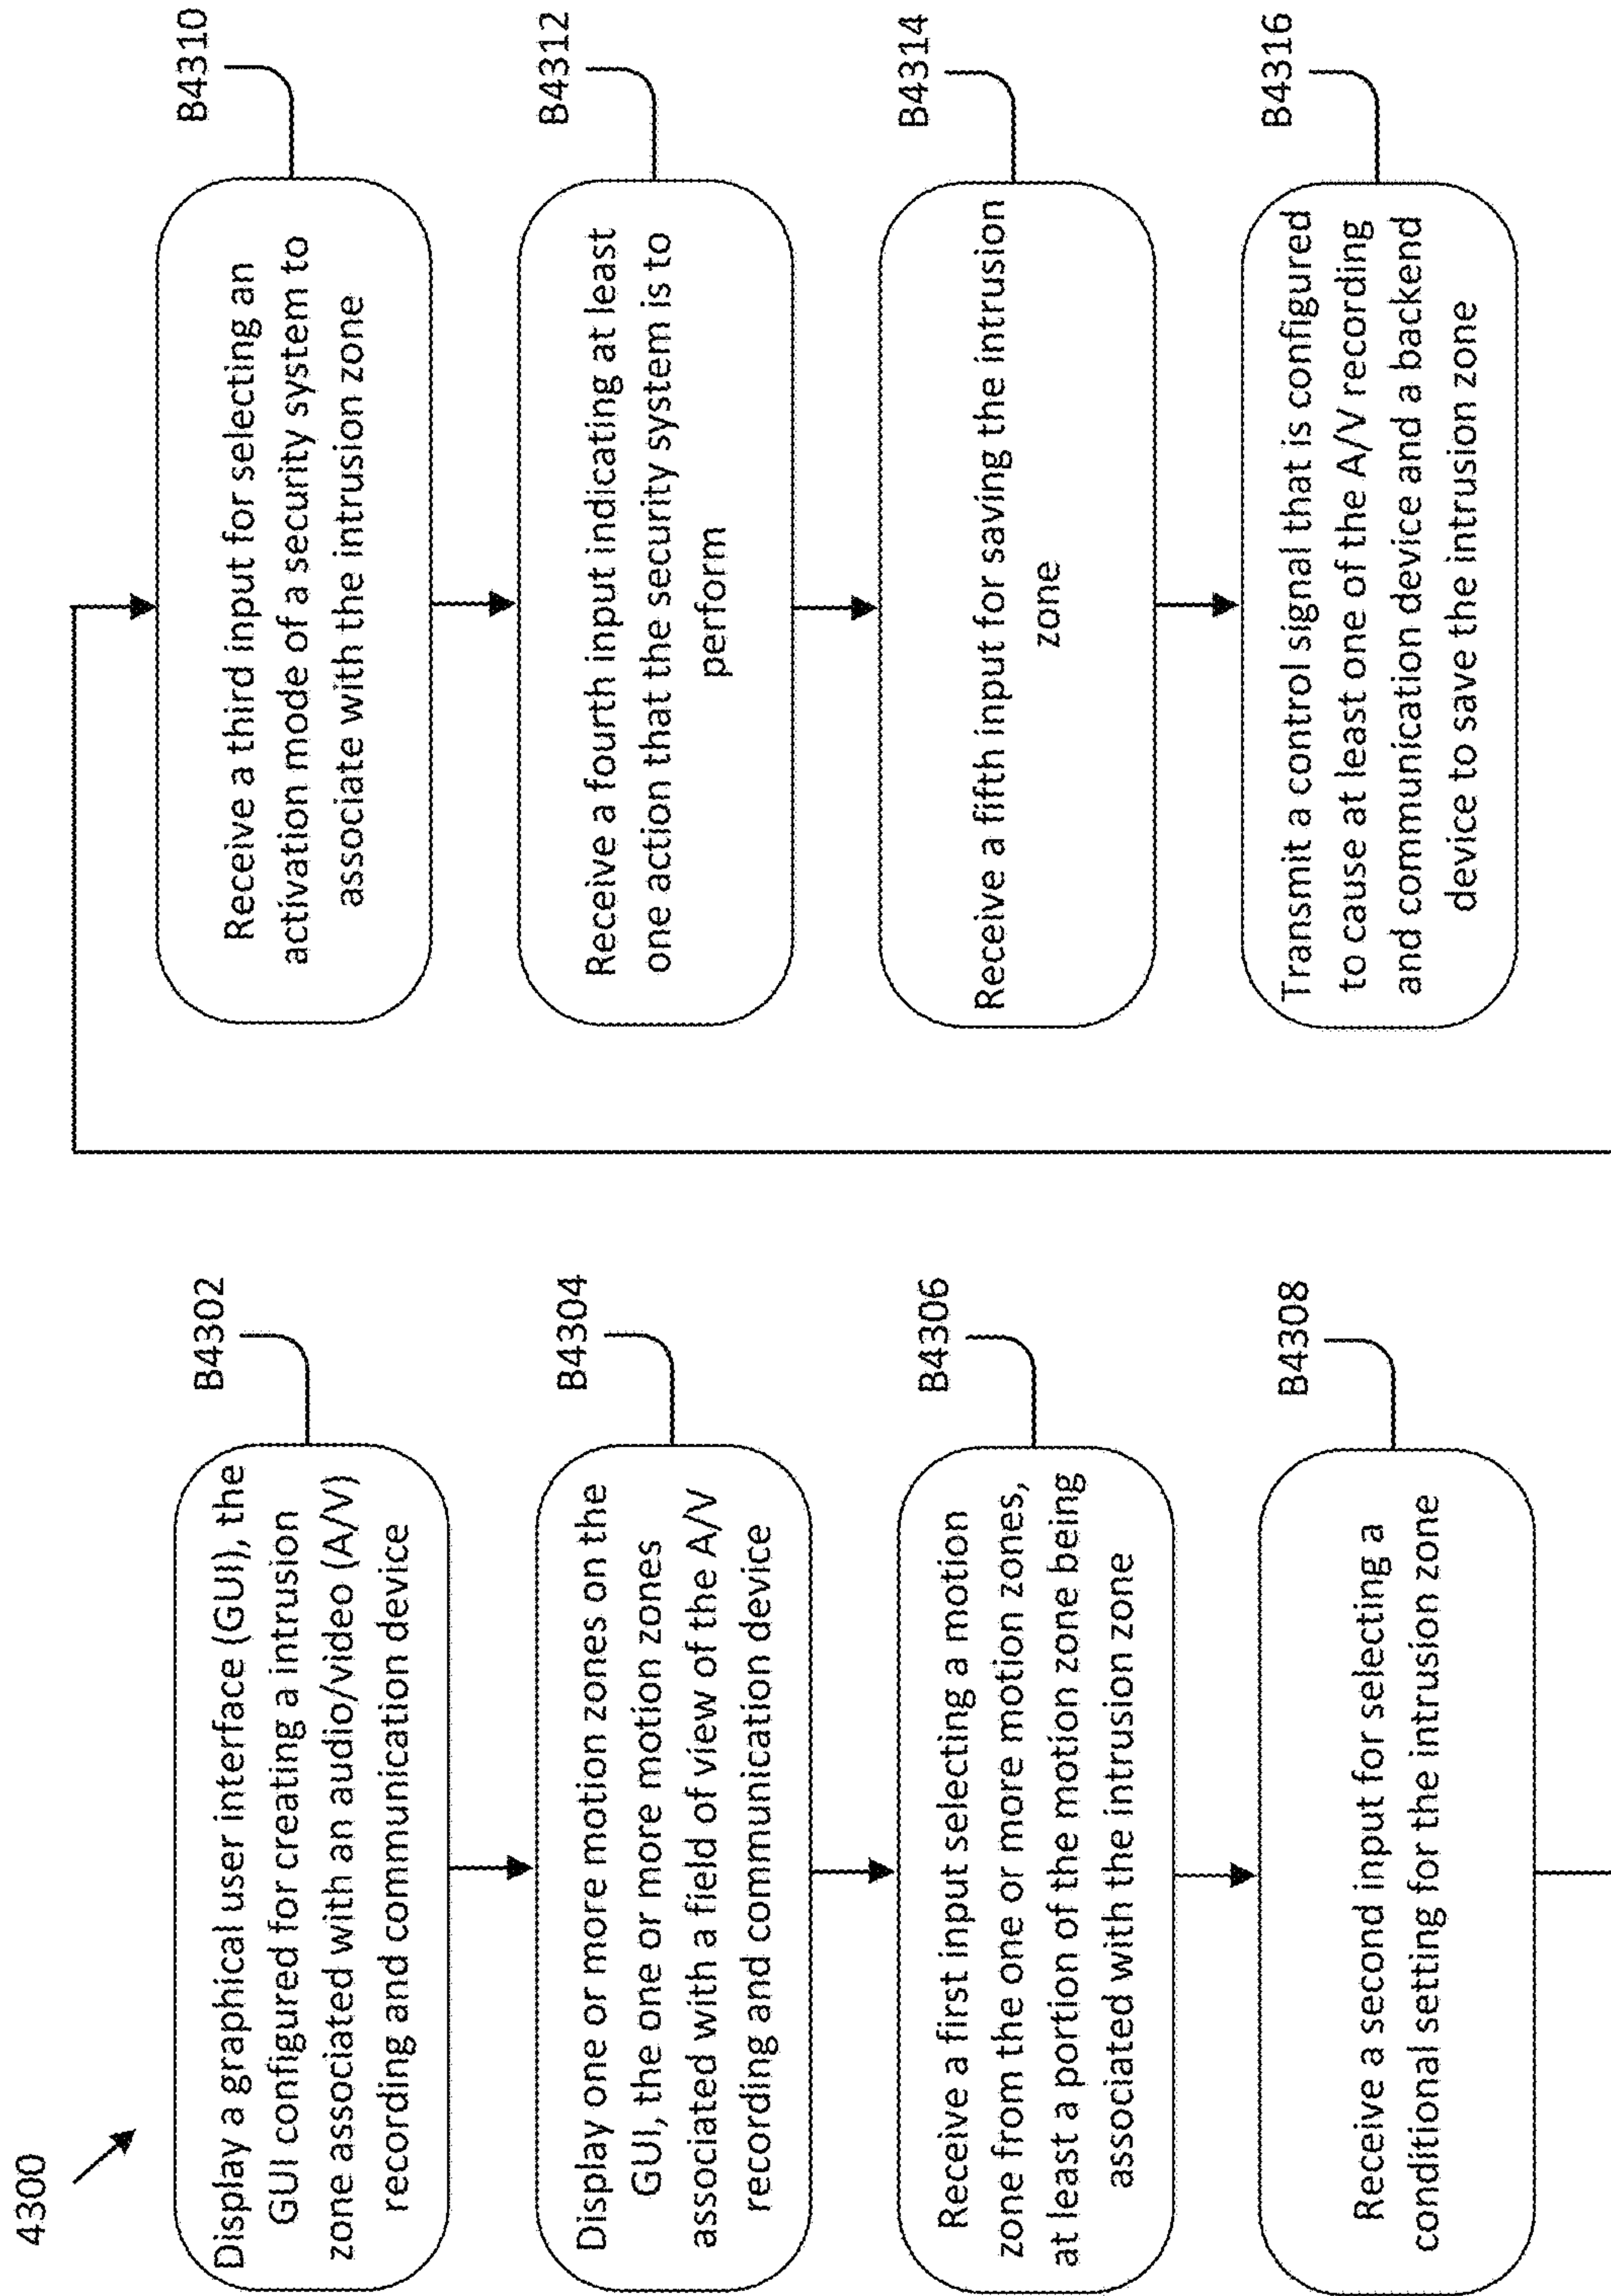 4300
B4302
Display a graphical user interface (GUI), the
GUI configured for creating a intrusion
zone associated with an audio/video (A/V)
recording and communication device
B4304
Display one or more motion zones on the
GUI, the one or more motion zones
associated with a field of view of the A/V
recording and communication device
B4306
Receive a first input selecting a motion
zone from the one or more motion zones,
at least a portion of the motion zone being
associated with the intrusion zone
B4308
Receive a second input for selecting a
conditional setting for the intrusion zone
B4310
Receive a third input for selecting an
activation mode of a security system to
associate with the intrusion zone
B4312
Receive a fourth input indicating at least
one action that the security system is to
perform
B4314
Receive a fifth input for saving the intrusion
zone
B4316
Transmit a control signal that is configured
to cause at least one of the A/V recording
and communication device and a backend
device to save the intrusion zone